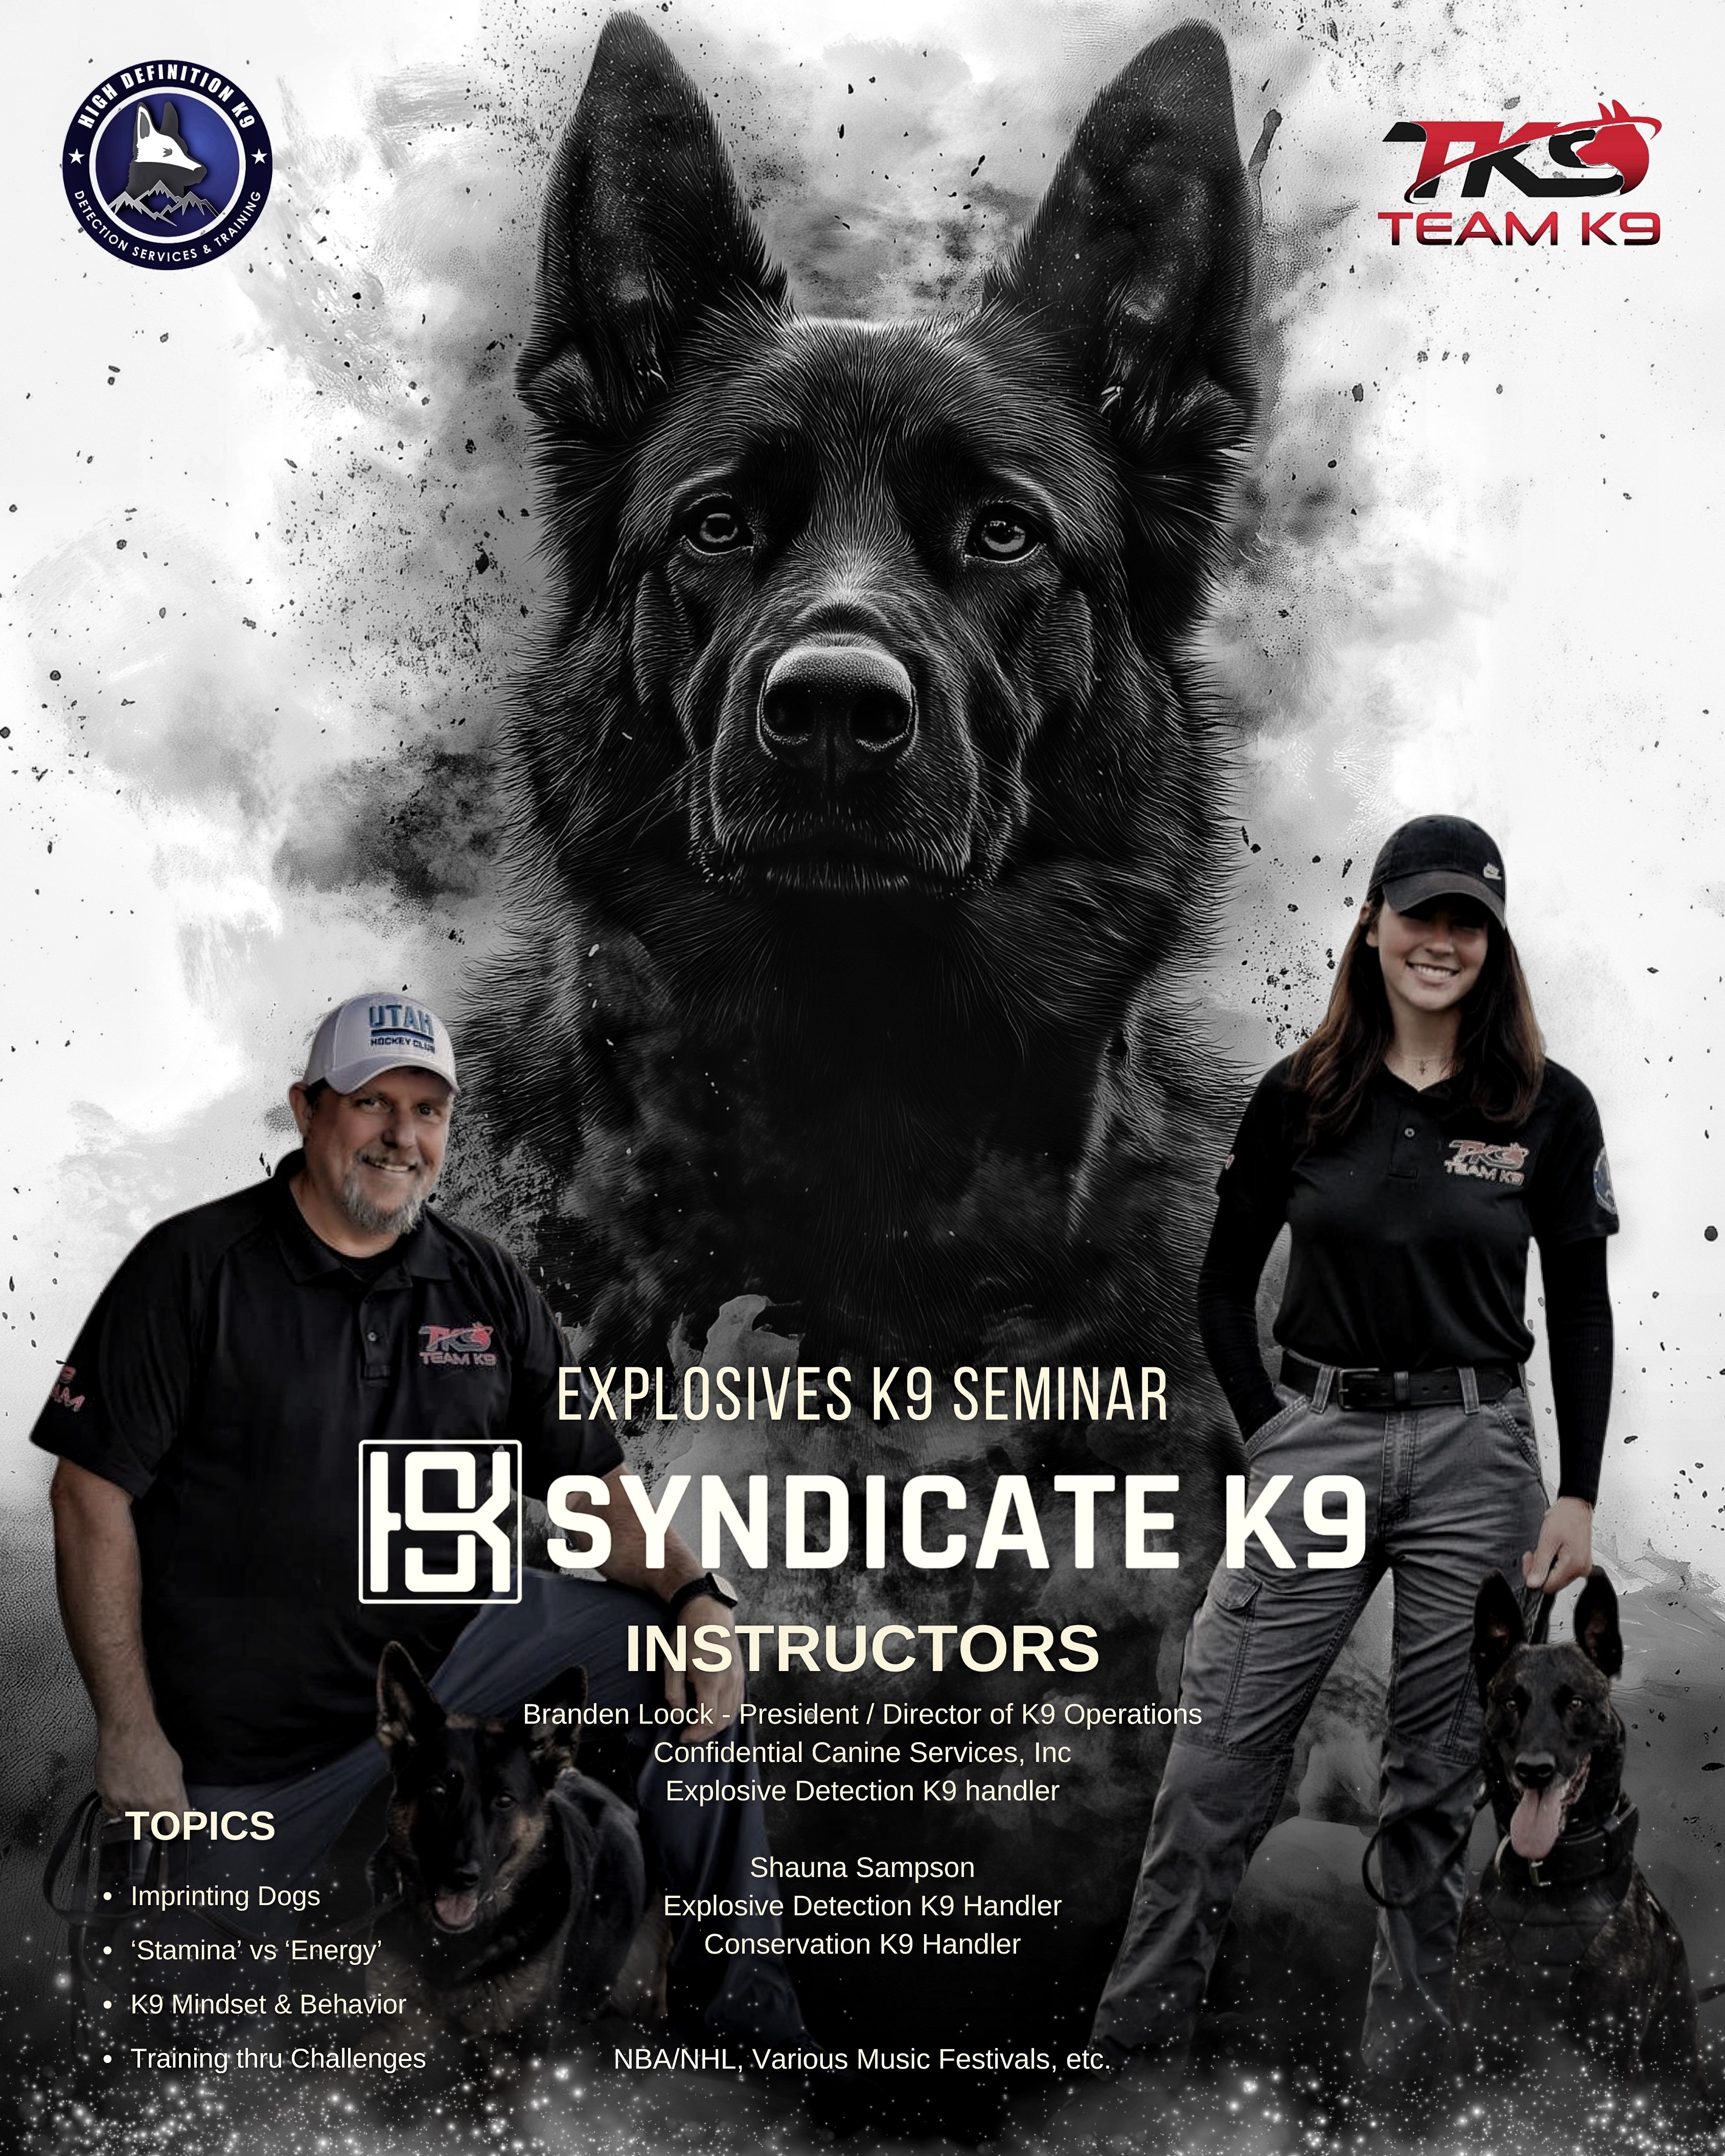 HIGH DEFINITION K9
DETECTION SERVICES & TRAINING
TK9
TEAM K9
UTAH
HOCKEY CLUB
TK9
TEAM K9
TK9
TEAM K9
EXPLOSIVES K9 SEMINAR
SYNDICATE K9
INSTRUCTORS
Branden Loock - President / Director of K9 Operations
Confidential Canine Services, Inc
Explosive Detection K9 handler
Shauna Sampson
Explosive Detection K9 Handler
Conservation K9 Handler
NBA/NHL, Various Music Festivals, etc.
TOPICS
• Imprinting Dogs
• ‘Stamina’ vs ‘Energy’
• K9 Mindset & Behavior
• Training thru Challenges